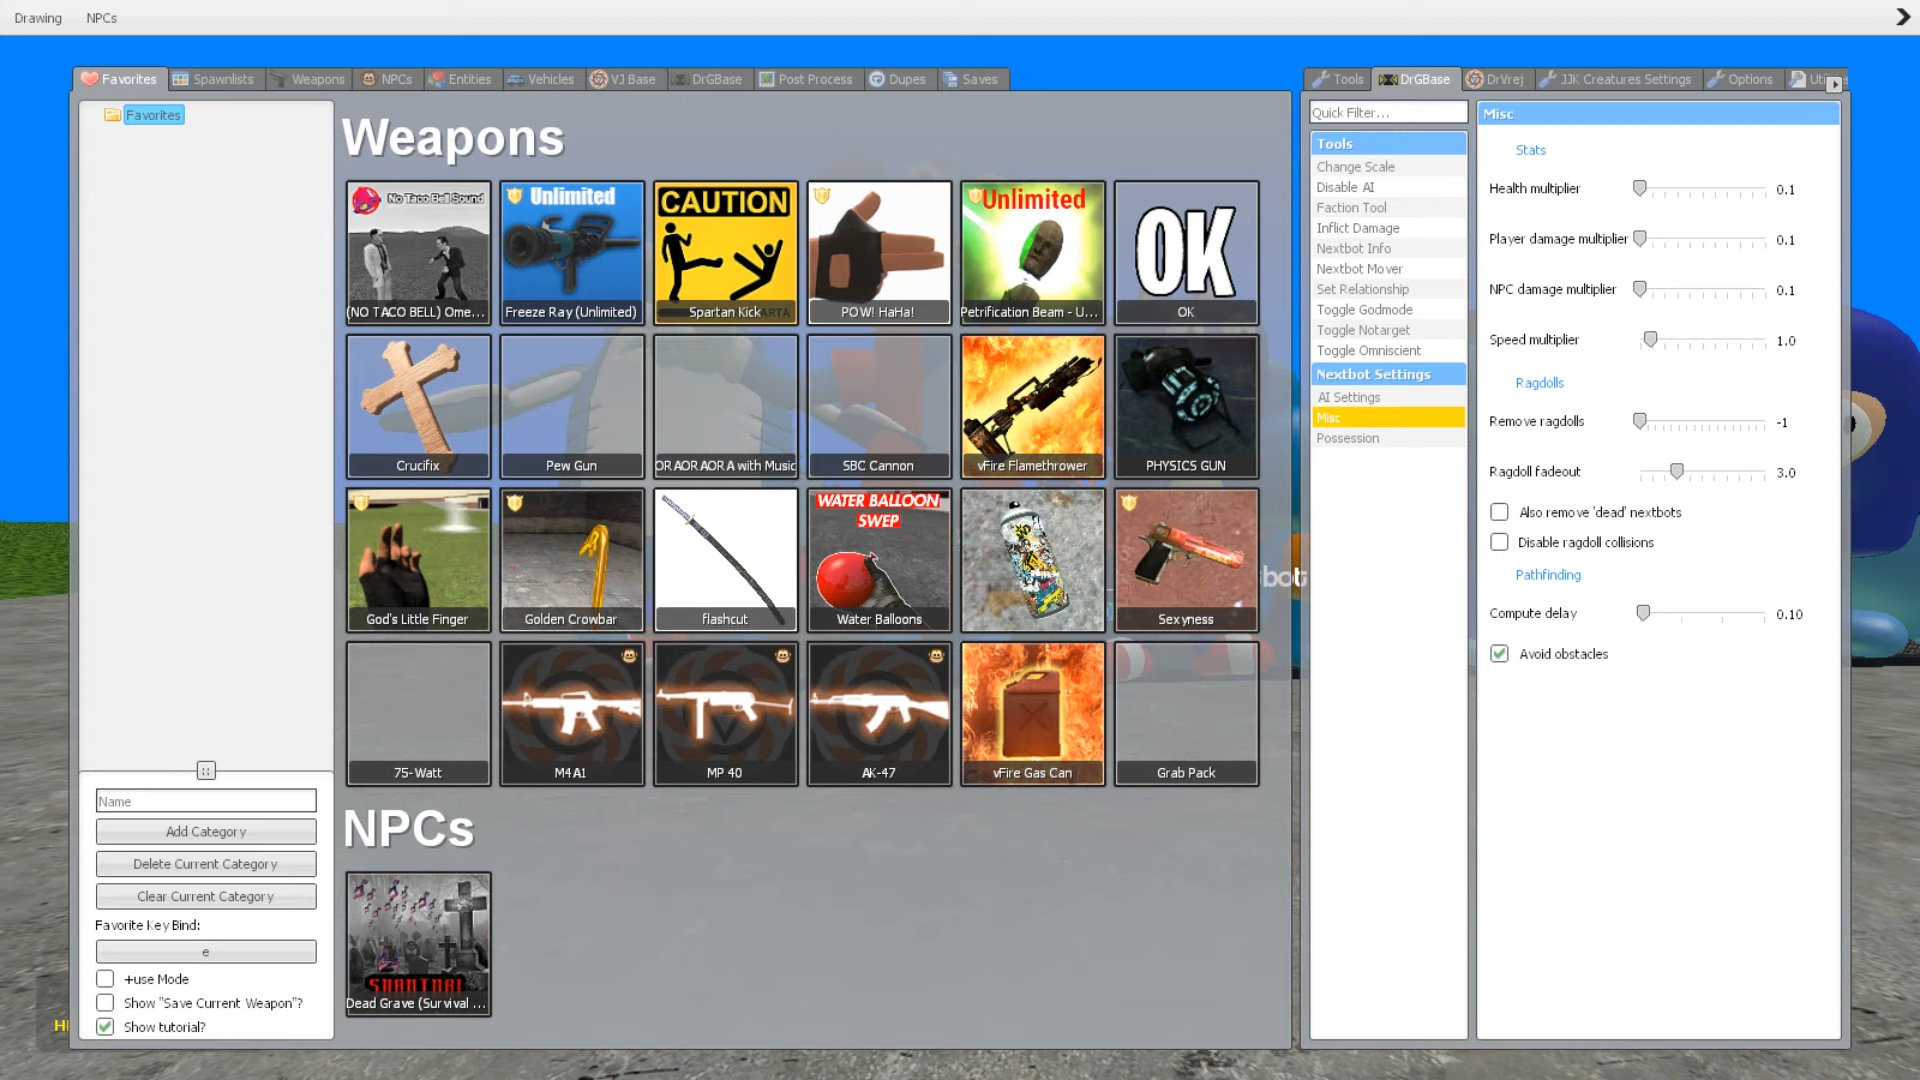 Drawing NPCs
Favorites Spawnlists Weapons NPCs Entities Vehicles VJ Base DrGBase Post Process Dupes Saves
Favorites
Weapons
No Taco Bell Sound
(NO TACO BELL) Ome...
Unlimited
Freeze Ray (Unlimited)
CAUTION
Spartan Kick
POW! HaHa!
Unlimited
Petrification Beam - U...
OK
OK
Crucifix
Pew Gun
ORAORAORA with Music
SBC Cannon
vFire Flamethrower
PHYSICS GUN
God's Little Finger
Golden Crowbar
flashcut
WATER BALLOON
SWEP
Water Balloons
Sexyness
75-Watt
M4A1
MP 40
AK-47
vFire Gas Can
Grab Pack
NPCs
Dead Grave (Survival ...
Name
Add Category
Delete Current Category
Clear Current Category
Favorite Key Bind:
e
+use Mode
Show "Save Current Weapon"?
Show tutorial?
bot
Tools DrGBase DrVrej JJK Creatures Settings Options
Quick Filter...
Tools
Change Scale
Disable AI
Faction Tool
Inflict Damage
Nextbot Info
Nextbot Mover
Set Relationship
Toggle Godmode
Toggle Notarget
Toggle Omniscient
Nextbot Settings
AI Settings
Misc
Possession
Misc
Stats
Health multiplier 0.1
Player damage multiplier 0.1
NPC damage multiplier 0.1
Speed multiplier 1.0
Ragdolls
Remove ragdolls -1
Ragdoll fadeout 3.0
Also remove 'dead' nextbots
Disable ragdoll collisions
Pathfinding
Compute delay 0.10
Avoid obstacles